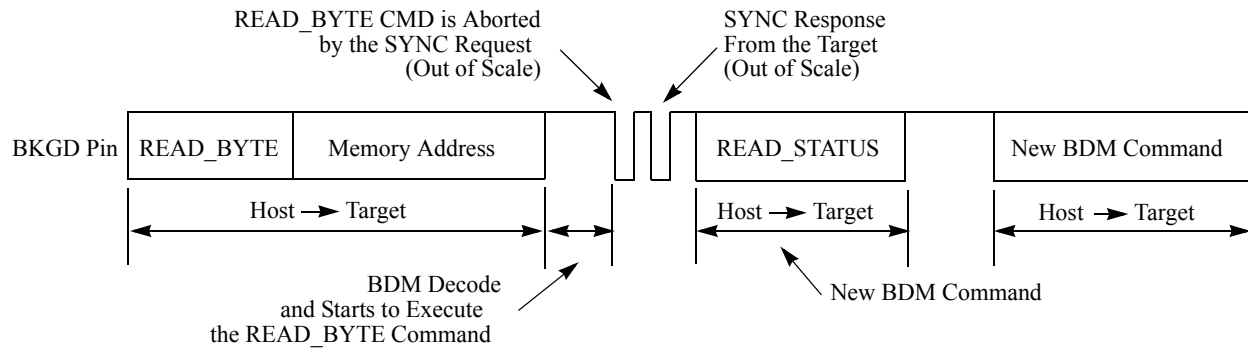 READ_BYTE CMD is Aborted
by the SYNC Request
(Out of Scale)
SYNC Response
From the Target
(Out of Scale)
BKGD Pin
READ_BYTE
Memory Address
READ_STATUS
New BDM Command
Host
Target
Host
Target
Host
Target
BDM Decode
and Starts to Execute
the READ_BYTE Command
New BDM Command